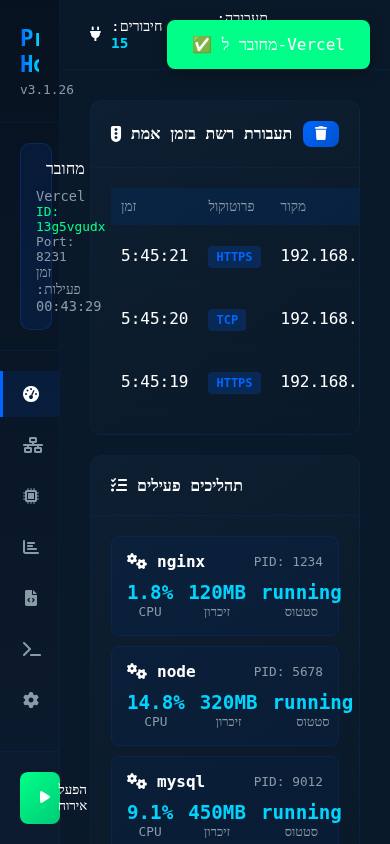 תעבורה:
חיבורים:
15
✅ מחובר ל-Vercel
v3.1.26
מחובר
Vercel
ID:
13g5vgudx
Port:
8231
זמן
פעילות:
00:43:29
תעבורת רשת בזמן אמת
זמן פרוטוקול מקור
5:45:21 HTTPS 192.168.
5:45:20 TCP 192.168.
5:45:19 HTTPS 192.168.
תהליכים פעילים
nginx PID: 1234
1.8% 120MB running
CPU זיכרון סטטוס
node PID: 5678
14.8% 320MB running
CPU זיכרון סטטוס
mysql PID: 9012
9.1% 450MB running
CPU זיכרון סטטוס
הפעל
אירוח